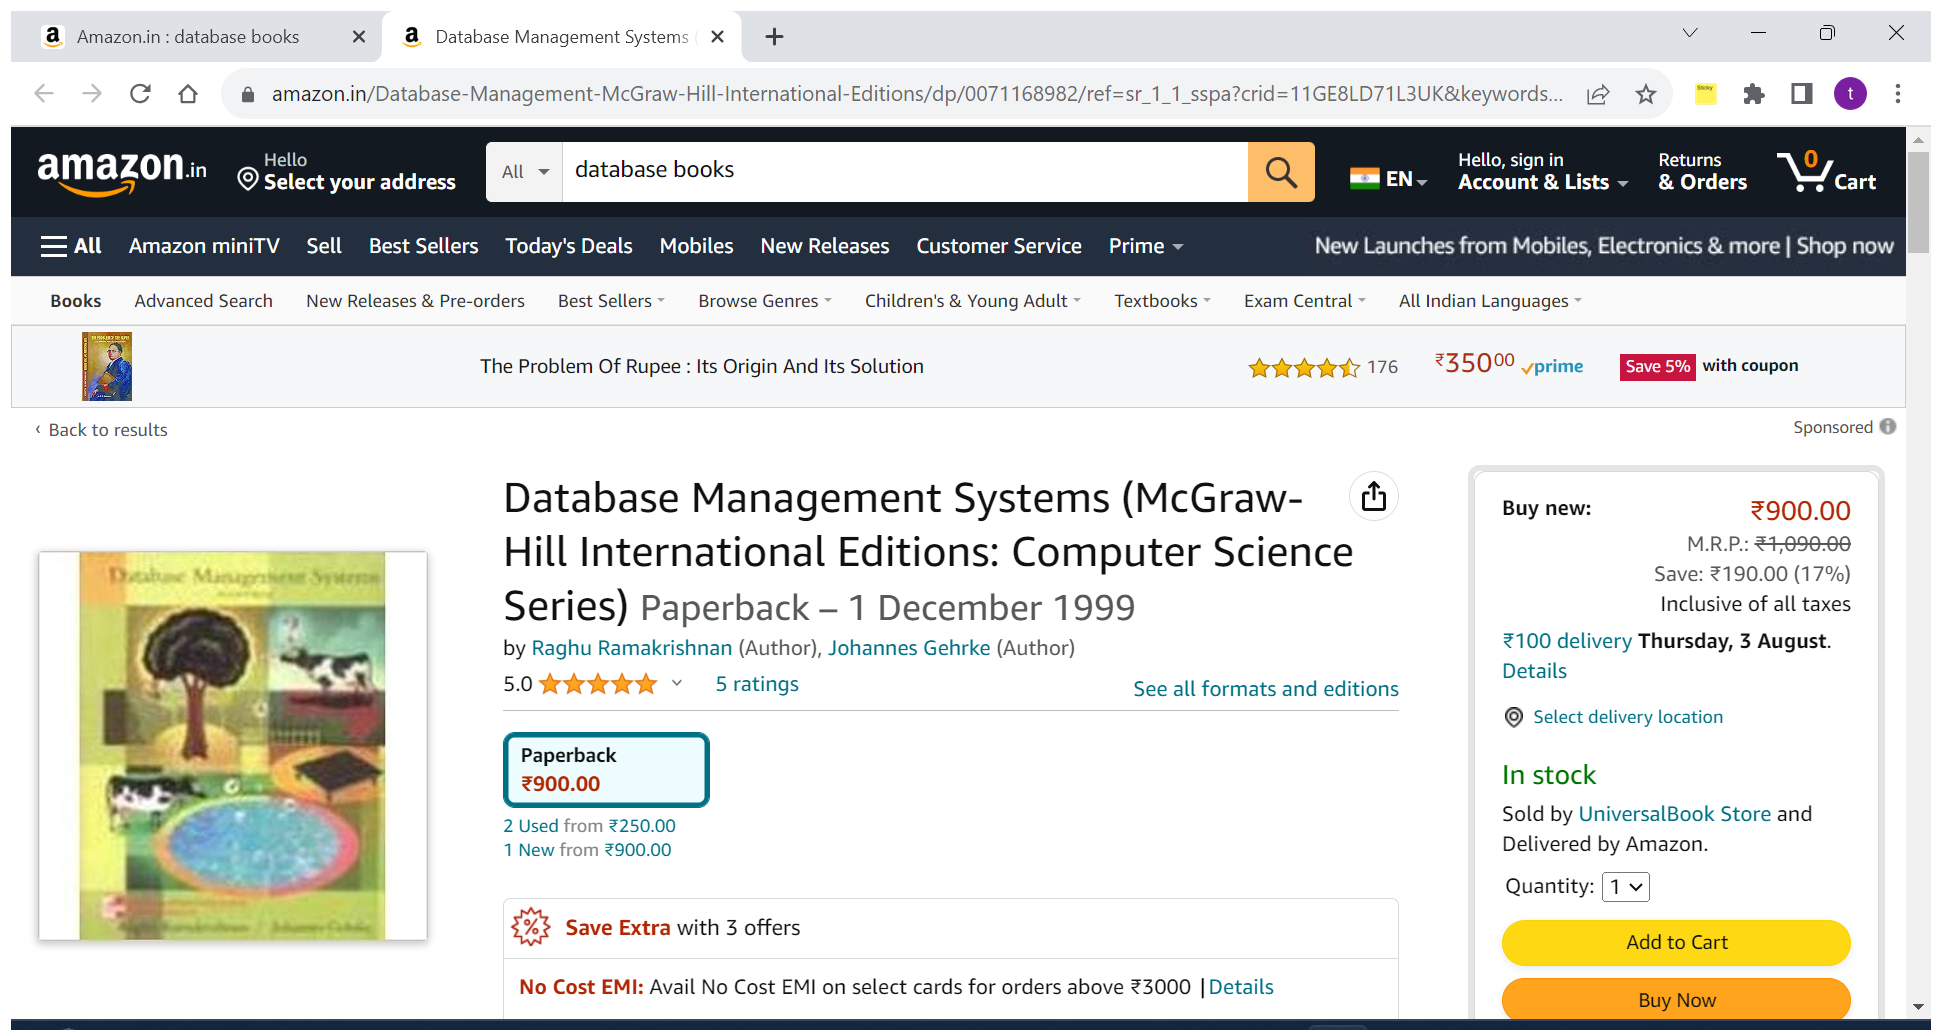 Amazon.in : database books
Database Management Systems (
amazon.in/Database-Management-McGraw-Hill-International-Editions/dp/0071168982/ref=sr_1_1_sspa?crid=11GE8LD71L3UK&keywords...
Sticky
t
amazon.in
Hello
Select your address
All
database books
EN
Hello, sign in
Account & Lists
Returns
& Orders
0
Cart
All Amazon miniTV Sell Best Sellers Today's Deals Mobiles New Releases Customer Service Prime New Launches from Mobiles, Electronics & more | Shop now
Books Advanced Search New Releases & Pre-orders Best Sellers Browse Genres Children's & Young Adult Textbooks Exam Central All Indian Languages
The Problem Of Rupee : Its Origin And Its Solution 176 ₹35000 prime Save 5% with coupon
‹ Back to results
Sponsored
Database Management Systems
Database Management Systems (McGraw-
Hill International Editions: Computer Science
Series) Paperback – 1 December 1999
by Raghu Ramakrishnan (Author), Johannes Gehrke (Author)
5.0 5 ratings
See all formats and editions
Paperback
₹900.00
2 Used from ₹250.00
1 New from ₹900.00
Save Extra with 3 offers
No Cost EMI: Avail No Cost EMI on select cards for orders above ₹3000 | Details
Buy new: ₹900.00
M.R.P.: ₹1,090.00
Save: ₹190.00 (17%)
Inclusive of all taxes
₹100 delivery Thursday, 3 August.
Details
Select delivery location
In stock
Sold by UniversalBook Store and
Delivered by Amazon.
Quantity: 1
Add to Cart
Buy Now